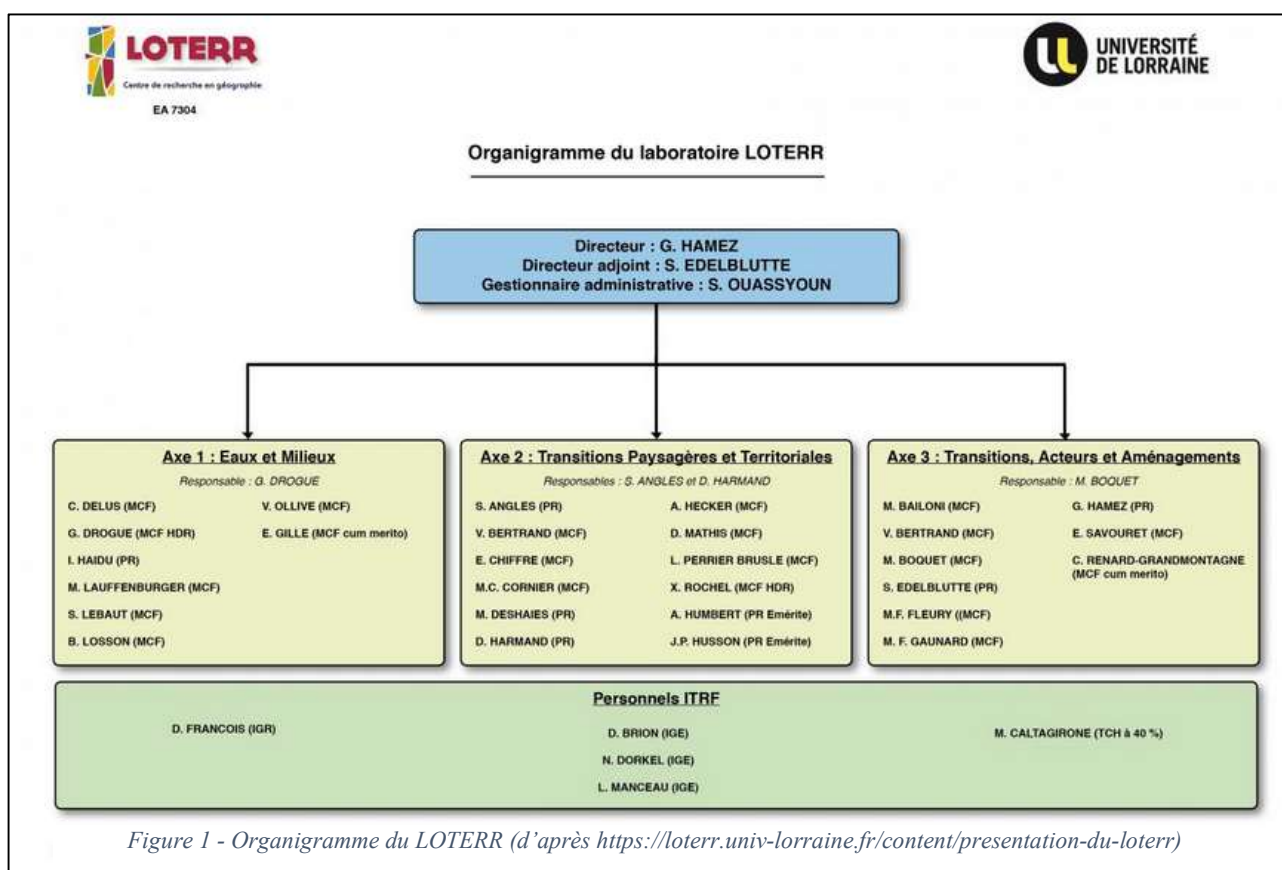 LOTERR
Centre de recherche en géographie
EA 7304
UNIVERSITÉ
DE LORRAINE
Organigramme du laboratoire LOTERR
Directeur : G. HAMEZ
Directeur adjoint : S. EDELBLUTTE
Gestionnaire administrative : S. OUASSYOUN
Axe 1 : Eaux et Milieux
Responsable : G. DROGUE
C. DELUS (MCF)
G. DROGUE (MCF HDR)
I. HAIDU (PR)
M. LAUFFENBURGER (MCF)
S. LEBAUT (MCF)
B. LOSSON (MCF)
V. OLLIVE (MCF)
E. GILLE (MCF cum merito)
Axe 2 : Transitions Paysagères et Territoriales
Responsables : S. ANGLES et D. HARMAND
S. ANGLES (PR)
V. BERTRAND (MCF)
E. CHIFFRE (MCF)
M.C. CORNIER (MCF)
M. DESHAIES (PR)
D. HARMAND (PR)
A. HECKER (MCF)
D. MATHIS (MCF)
L. PERRIER BRUSLE (MCF)
X. ROCHEL (MCF HDR)
A. HUMBERT (PR Emérite)
J.P. HUSSON (PR Emérite)
Axe 3 : Transitions, Acteurs et Aménagements
Responsable : M. BOQUET
M. BAILONI (MCF)
V. BERTRAND (MCF)
M. BOQUET (MCF)
S. EDELBLUTTE (PR)
M.F. FLEURY ((MCF)
M. F. GAUNARD (MCF)
G. HAMEZ (PR)
E. SAVOURET (MCF)
C. RENARD-GRANDMONTAGNE
(MCF cum merito)
Personnels ITRF
D. FRANCOIS (IGR)
D. BRION (IGE)
N. DORKEL (IGE)
L. MANCEAU (IGE)
M. CALTAGIRONE (TCH à 40 %)
Figure 1 - Organigramme du LOTERR (d'après https://loterr.univ-lorraine.fr/content/presentation-du-loterr)